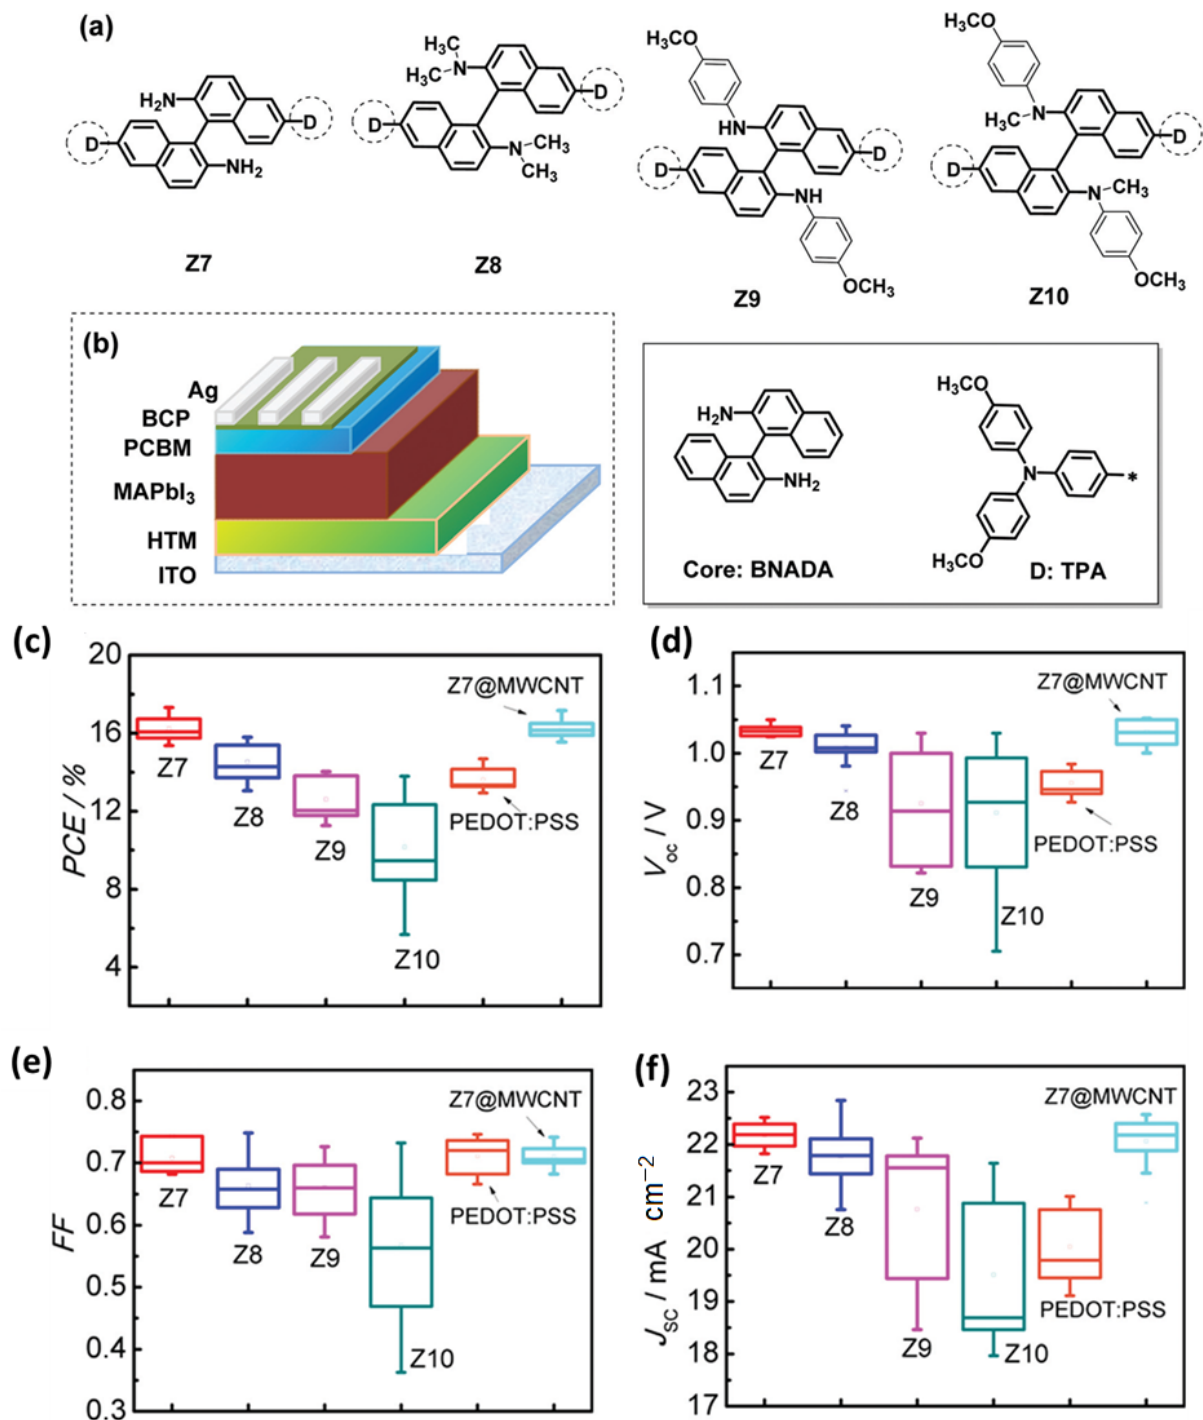 (a)
H₃CO
H₃C
H₃C
N
H₂N
D
D
NH₂
Z7
D
D
N
CH₃
CH₃
Z8
HN
D
D
NH
OCH₃
Z9
H₃CO
N
H₃C
D
D
N
CH₃
OCH₃
Z10
(b)
Ag
BCP
PCBM
MAPbI₃
HTM
ITO
H₂N
NH₂
Core: BNADA
H₃CO
N
*
H₃CO
D: TPA
(c)
20
16
12
8
4
PCE / %
Z7
Z8
Z9
Z10
PEDOT:PSS
Z7@MWCNT
(d)
1.1
1.0
0.9
0.8
0.7
Voc / V
Z7
Z8
Z9
Z10
PEDOT:PSS
Z7@MWCNT
(e)
0.8
0.7
0.6
0.5
0.4
0.3
FF
Z7
Z8
Z9
Z10
PEDOT:PSS
Z7@MWCNT
(f)
23
22
21
20
19
18
17
JSC / mA cm⁻²
Z7
Z8
Z9
Z10
PEDOT:PSS
Z7@MWCNT